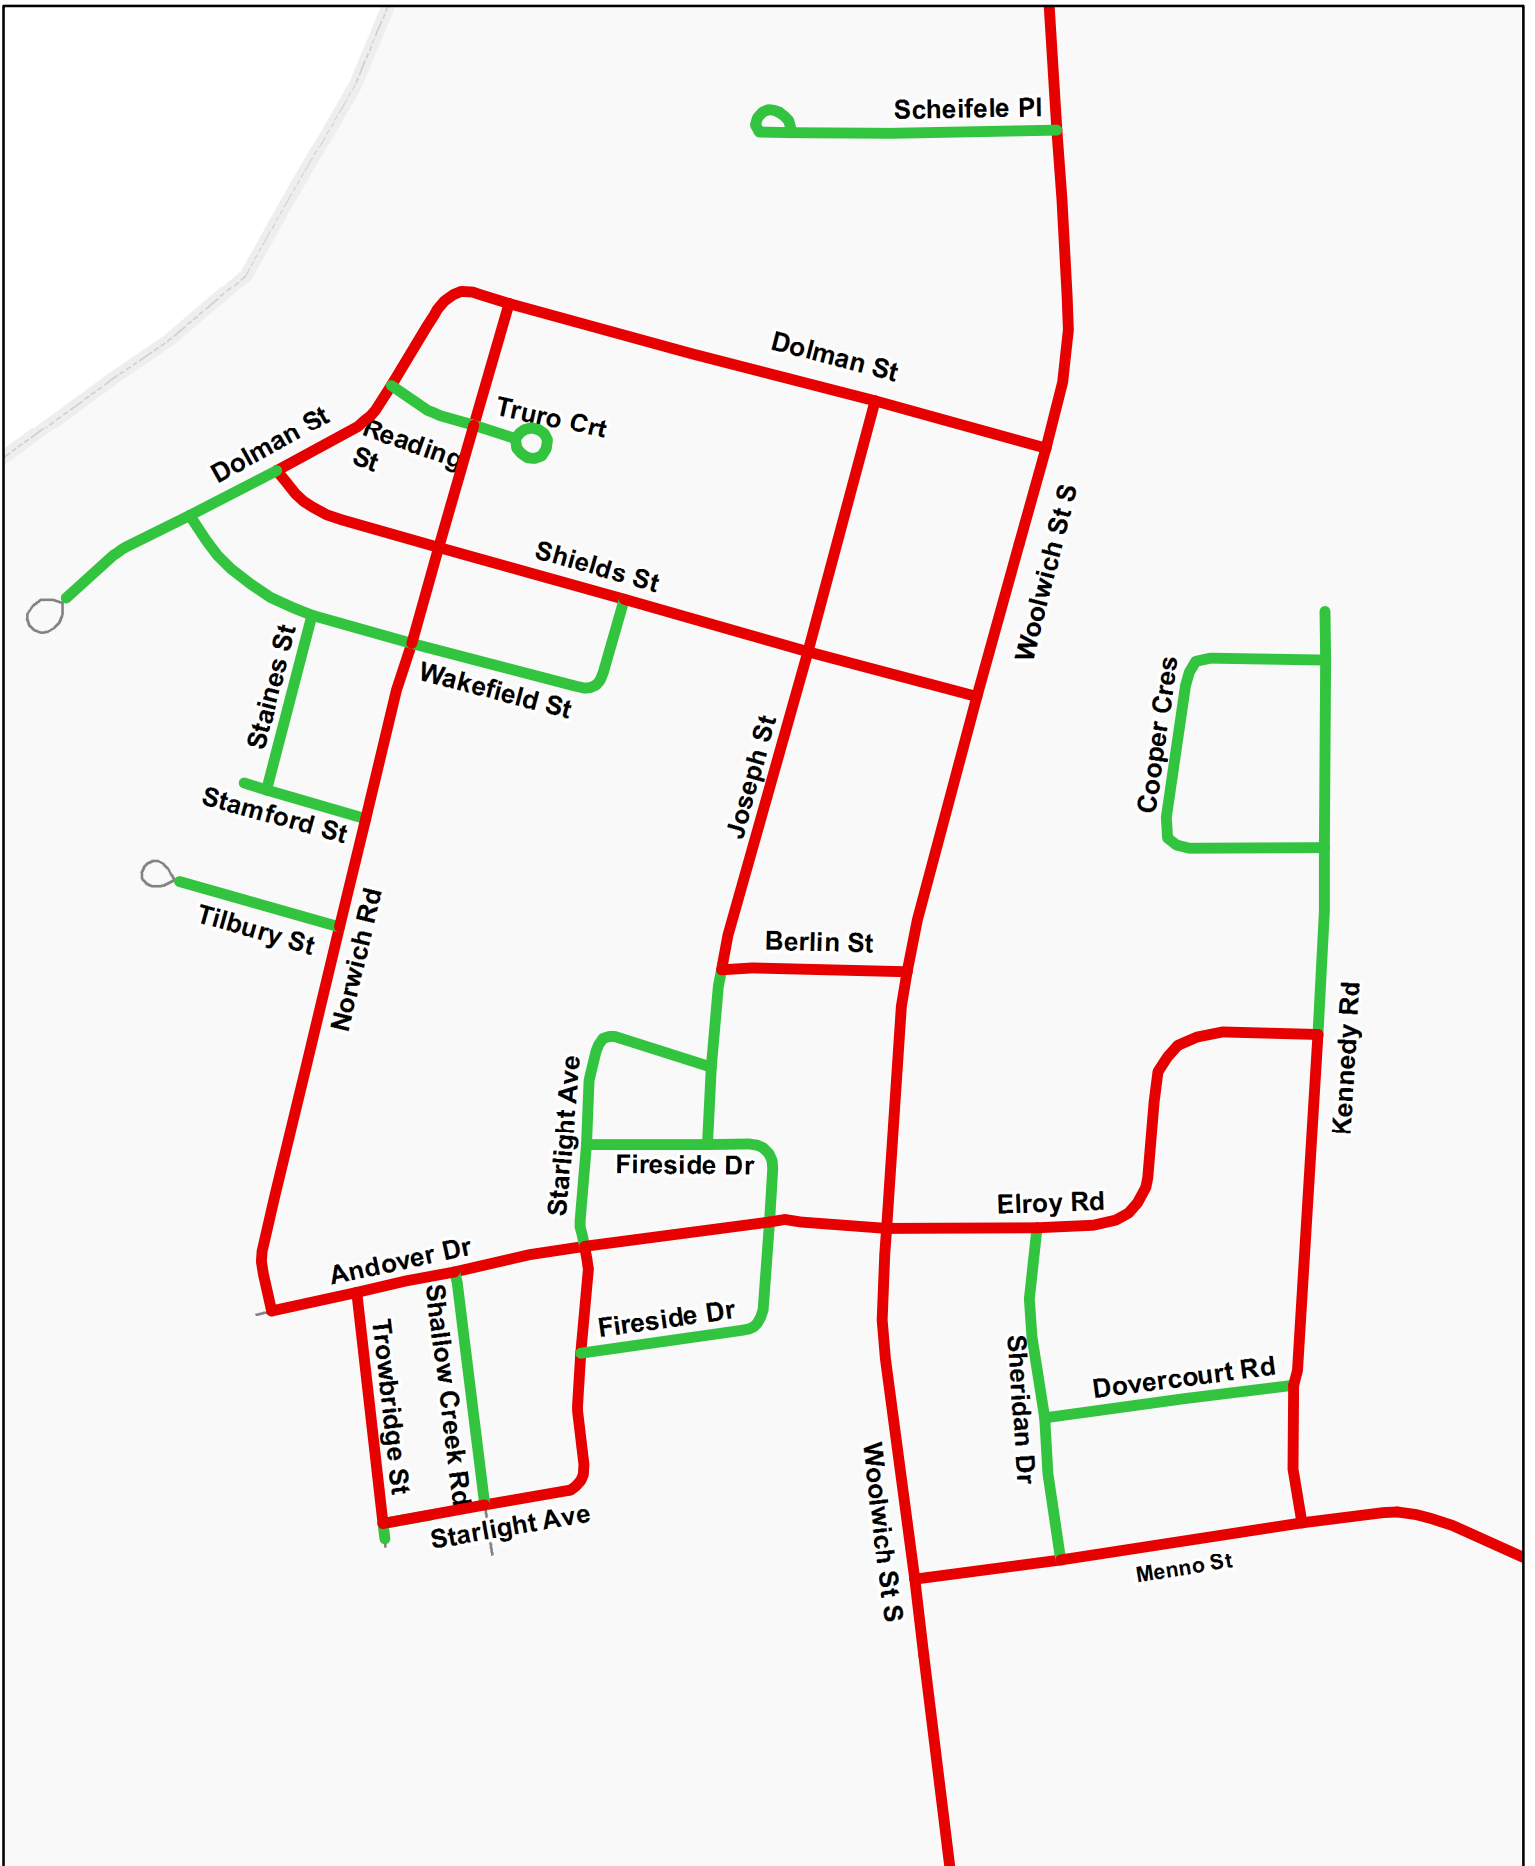 Scheifele Pl
Dolman St
Truro Crt
Dolman St
Reading
St
Woolwich St S
Shields St
Staines St
Wakefield St
Cooper Cres
Joseph St
Stamford St
Tilbury St
Norwich Rd
Berlin St
Kennedy Rd
Starlight Ave
Fireside Dr
Elroy Rd
Andover Dr
Shallow Creek Rd
Fireside Dr
Trowbridge St
Sheridan Dr
Dovercourt Rd
Woolwich St S
Starlight Ave
Menno St